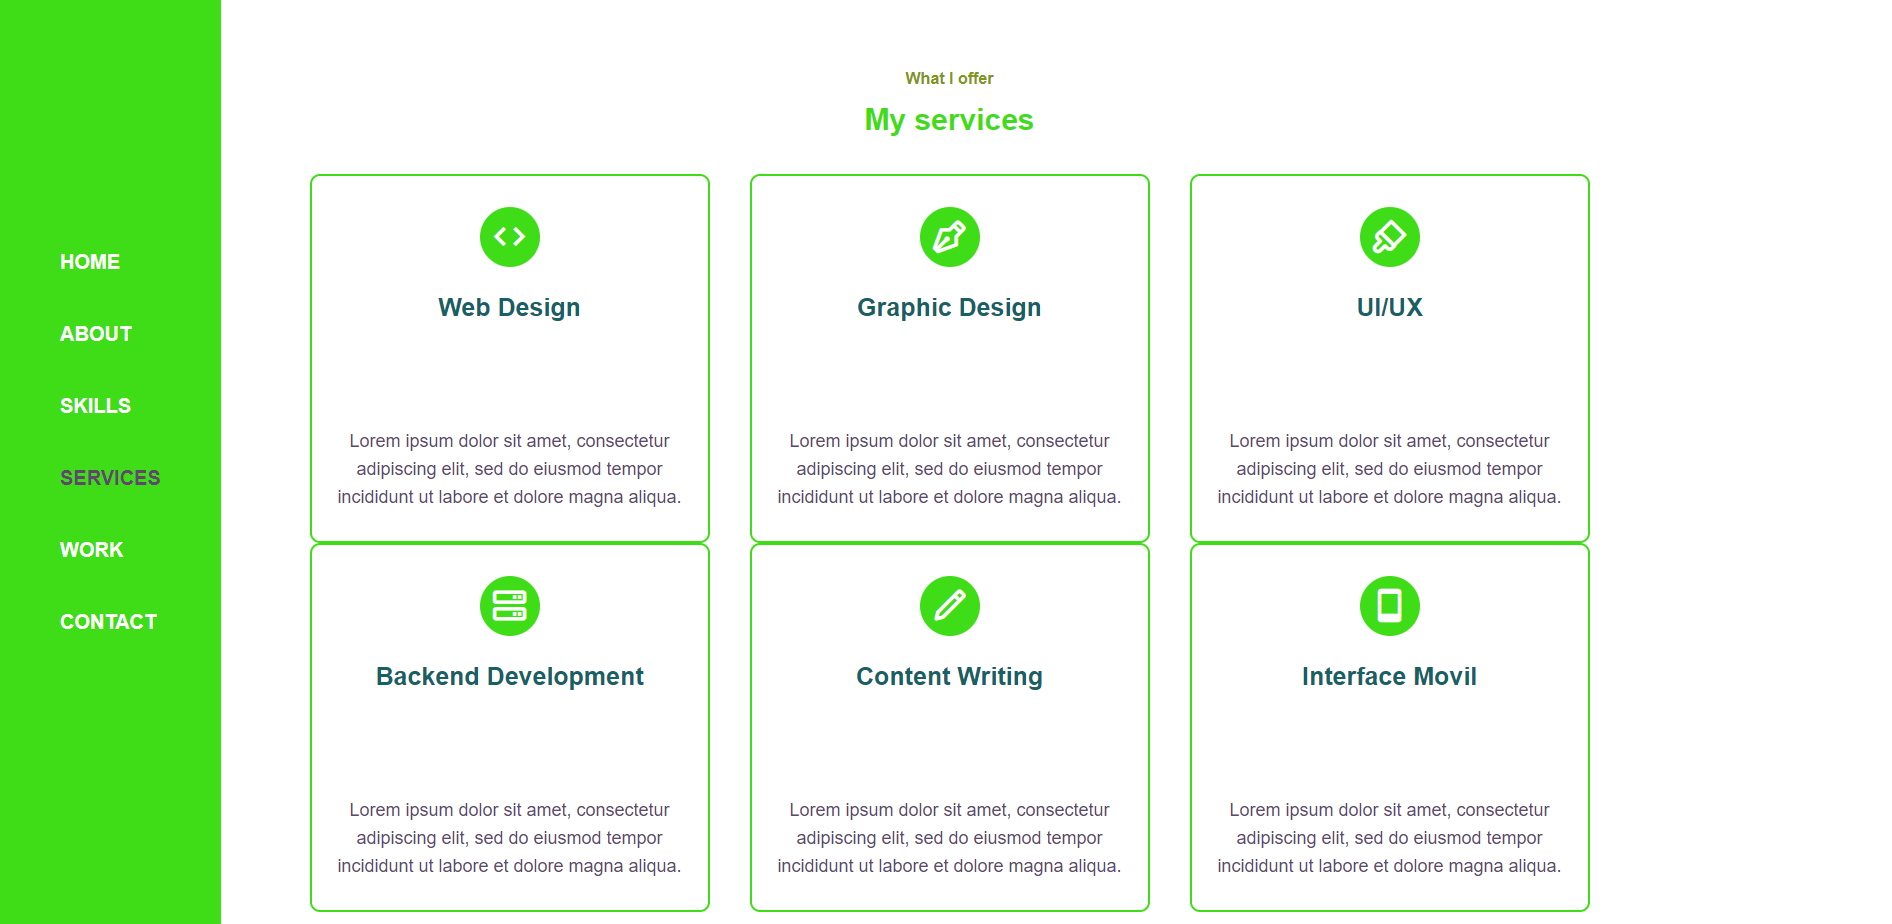 HOME
ABOUT
SKILLS
SERVICES
WORK
CONTACT
What I offer
My services
Web Design
Lorem ipsum dolor sit amet, consectetur
adipiscing elit, sed do eiusmod tempor
incididunt ut labore et dolore magna aliqua.
Graphic Design
Lorem ipsum dolor sit amet, consectetur
adipiscing elit, sed do eiusmod tempor
incididunt ut labore et dolore magna aliqua.
UI/UX
Lorem ipsum dolor sit amet, consectetur
adipiscing elit, sed do eiusmod tempor
incididunt ut labore et dolore magna aliqua.
Backend Development
Lorem ipsum dolor sit amet, consectetur
adipiscing elit, sed do eiusmod tempor
incididunt ut labore et dolore magna aliqua.
Content Writing
Lorem ipsum dolor sit amet, consectetur
adipiscing elit, sed do eiusmod tempor
incididunt ut labore et dolore magna aliqua.
Interface Movil
Lorem ipsum dolor sit amet, consectetur
adipiscing elit, sed do eiusmod tempor
incididunt ut labore et dolore magna aliqua.